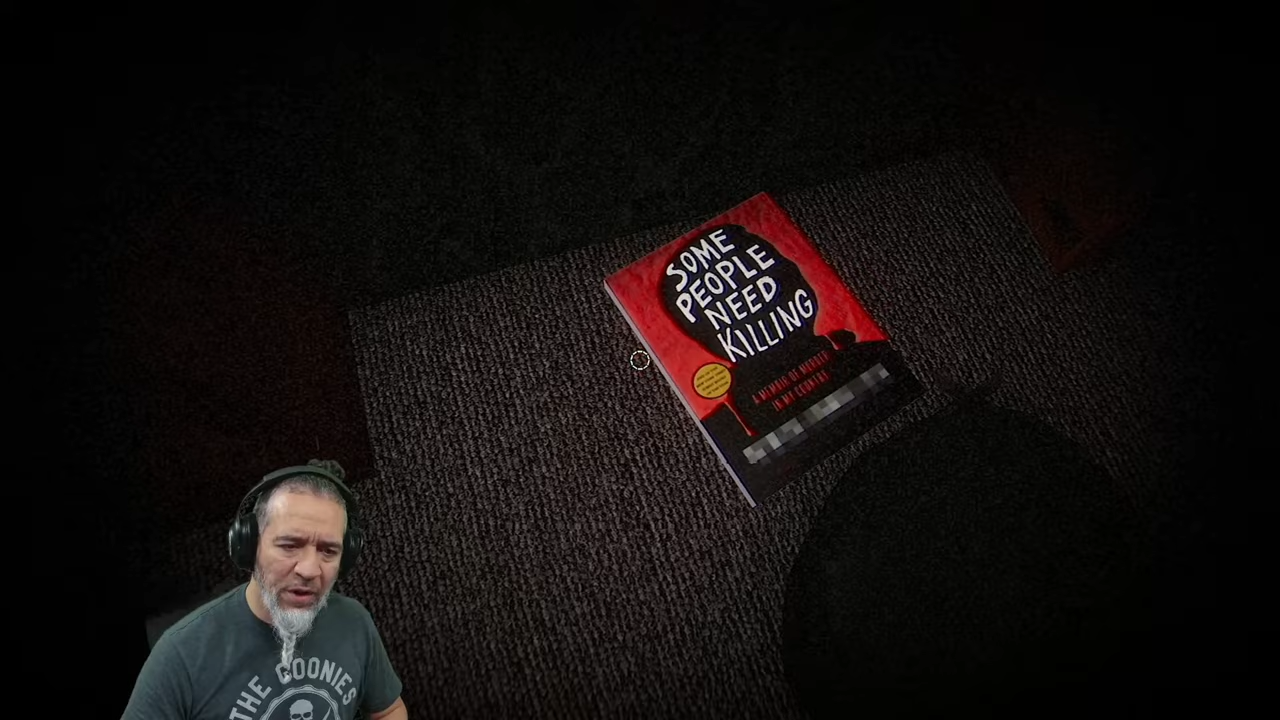 SOME
PEOPLE
NEED
KILLING
A MEMOIR OF MURDER
IN MY COUNTRY
THE GOONIES